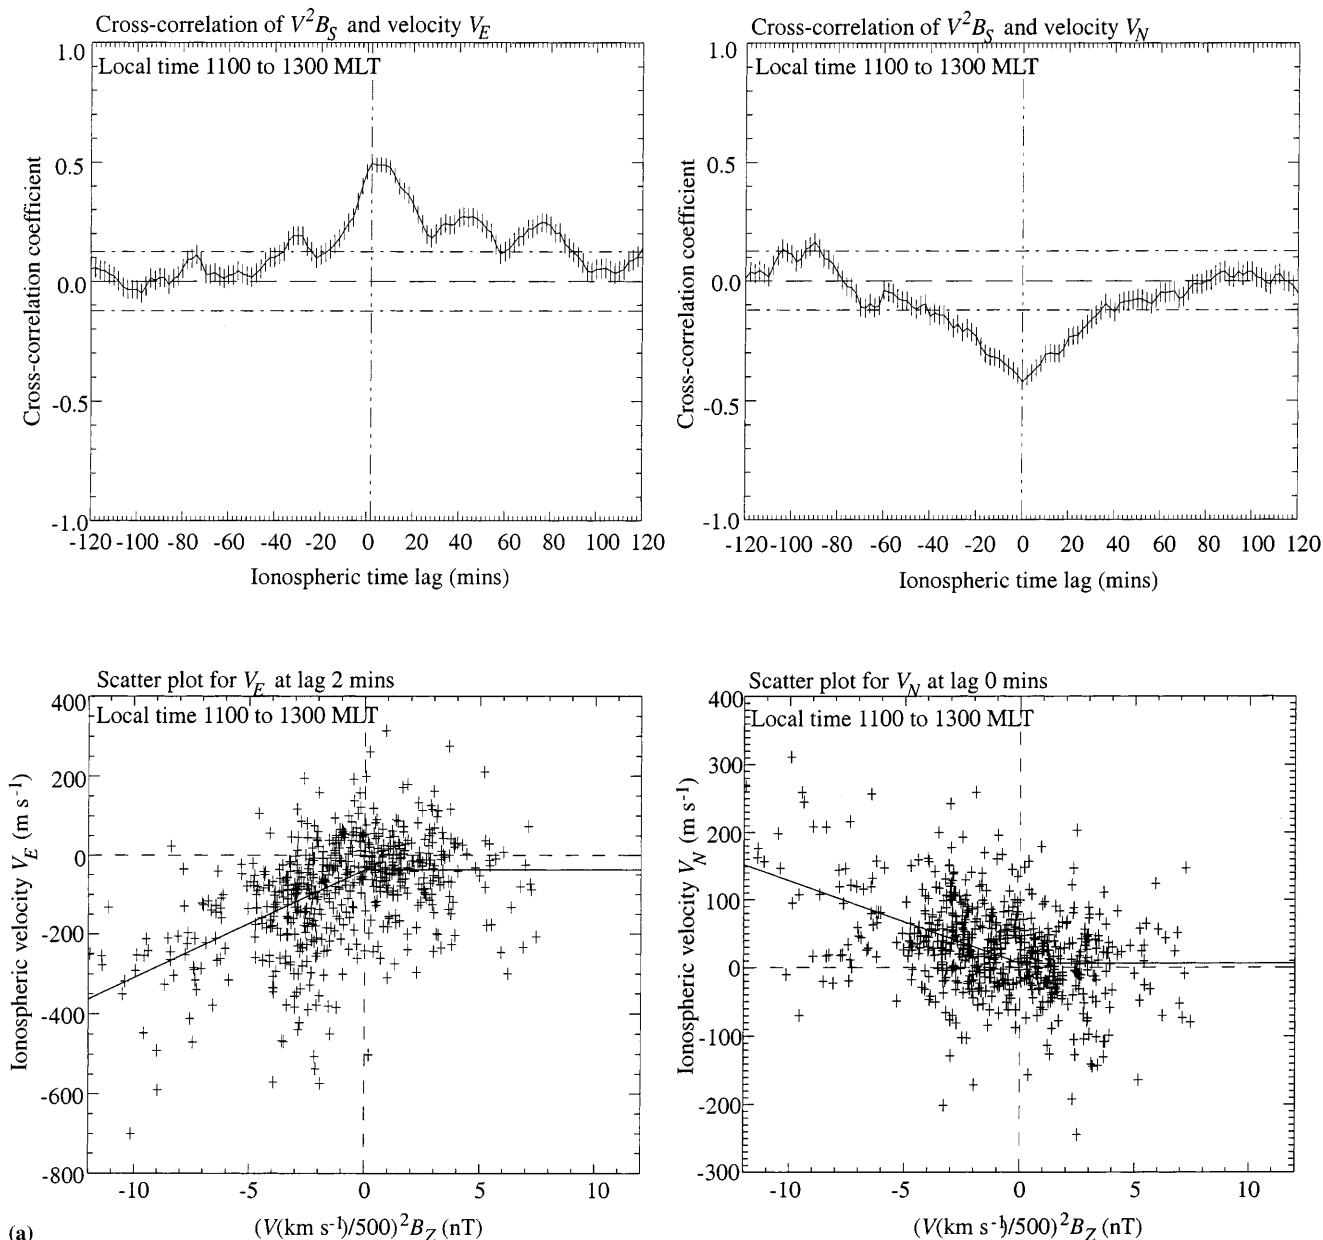 Cross-correlation of V²B_S and velocity V_E
Local time 1100 to 1300 MLT
1.0
0.5
0.0
-0.5
-1.0
Cross-correlation coefficient
-120 -100 -80 -60 -40 -20 0 20 40 60 80 100 120
Ionospheric time lag (mins)
Cross-correlation of V²B_S and velocity V_N
Local time 1100 to 1300 MLT
1.0
0.5
0.0
-0.5
-1.0
Cross-correlation coefficient
-120 -100 -80 -60 -40 -20 0 20 40 60 80 100 120
Ionospheric time lag (mins)
Scatter plot for V_E at lag 2 mins
Local time 1100 to 1300 MLT
400
200
0
-200
-400
-600
-800
Ionospheric velocity V_E (m s⁻¹)
-10 -5 0 5 10
(V(km s⁻¹)/500)²B_Z (nT)
Scatter plot for V_N at lag 0 mins
Local time 1100 to 1300 MLT
400
300
200
100
0
-100
-200
-300
Ionospheric velocity V_N (m s⁻¹)
-10 -5 0 5 10
(V(km s⁻¹)/500)²B_Z (nT)
(a)